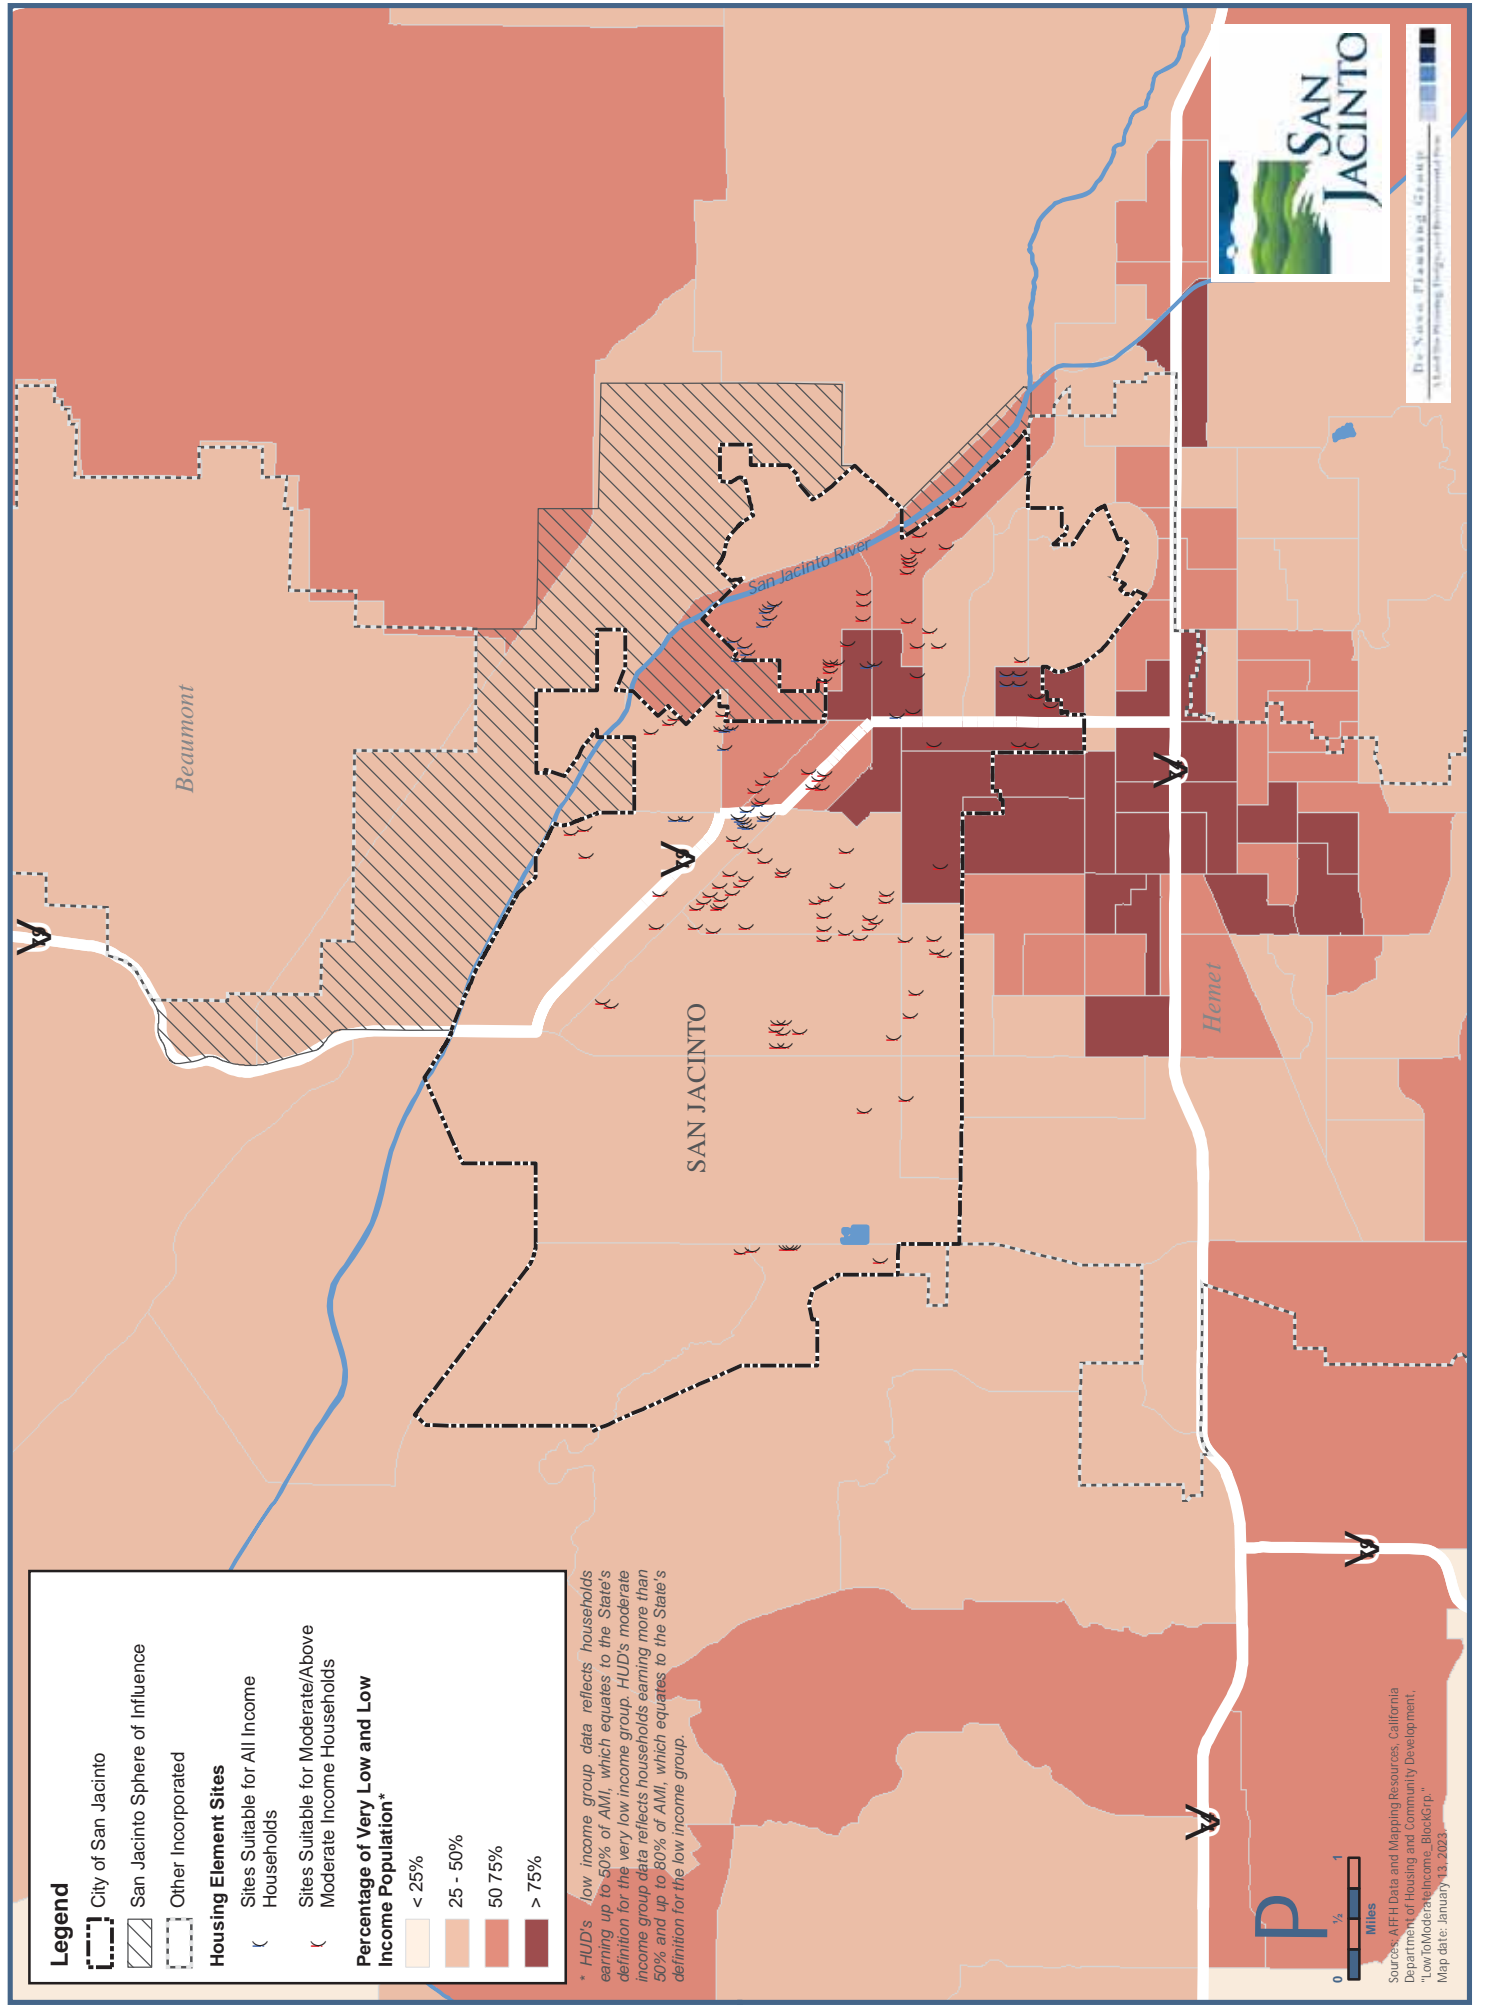 Legend
City of San Jacinto
San Jacinto Sphere of Influence
Other Incorporated
Housing Element Sites
Sites Suitable for All Income
Households
Sites Suitable for Moderate/Above
Moderate Income Households
Percentage of Very Low and Low
Income Population*
< 25%
25 - 50%
50 75%
> 75%
* HUD's low income group data reflects households
earning up to 50% of AMI, which equates to the State's
definition for the very low income group. HUD's moderate
income group data reflects households earning more than
50% and up to 80% of AMI, which equates to the State's
definition for the low income group.
Beaumont
San Jacinto River
SAN JACINTO
Hemet
P
0 ½ 1
Miles
Sources: AFFH Data and Mapping Resources, California
Department of Housing and Community Development,
"LowToModerateIncome_BlockGrp."
Map date: January 13, 2023.
SAN
JACINTO
De Novo Planning Group
A Land Use Planning, Design, and Environmental Firm